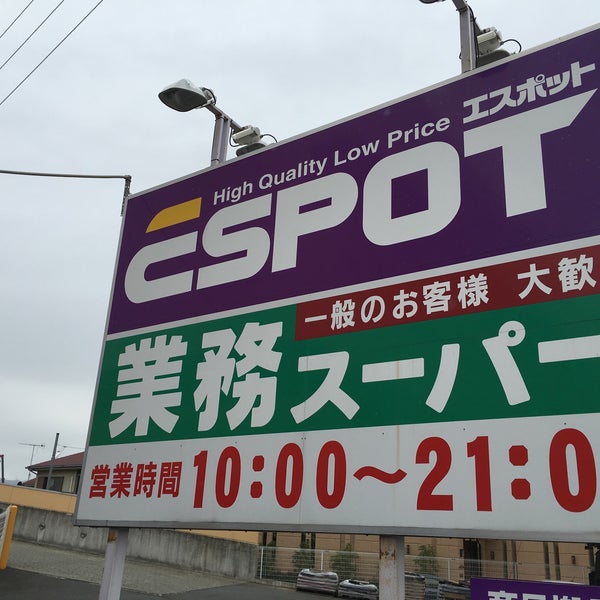 エスポット
High Quality Low Price
ESPOT
一般のお客様 大歓
業務スーパー
営業時間 10:00～21:0